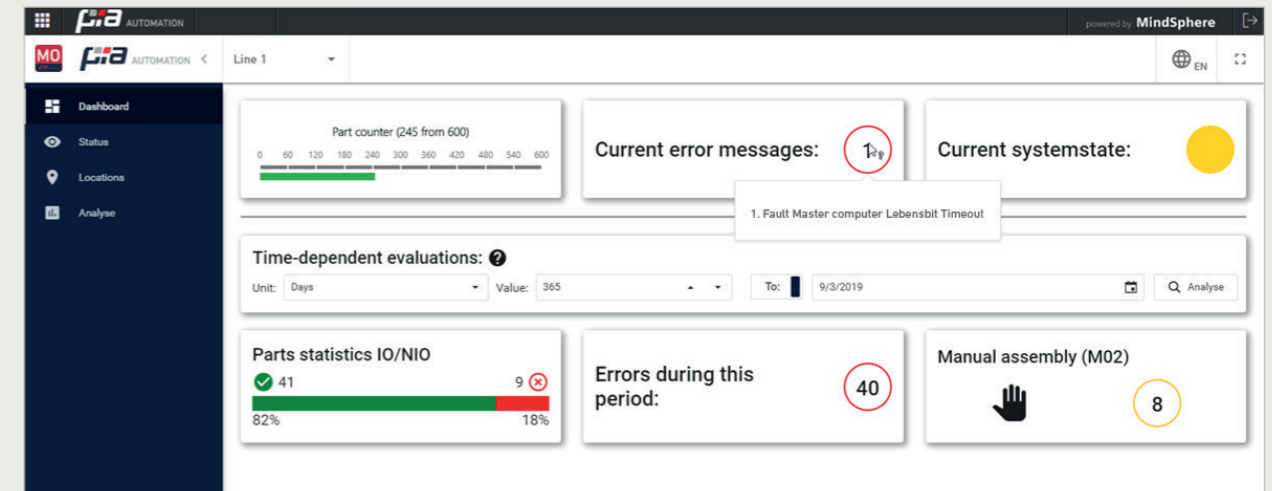 pia AUTOMATION
powered by MindSphere
MO
pia AUTOMATION
Line 1
EN
Dashboard
Status
Locations
Analyse
Part counter (245 from 600)
0 60 120 180 240 300 360 420 480 540 600
Current error messages: 1
1. Fault Master computer Lebensbit Timeout
Current systemstate:
Time-dependent evaluations: ?
Unit: Days Value: 365 To: 9/3/2019 Analyse
Parts statistics IO/NIO
41 9
82% 18%
Errors during this
period:
40
Manual assembly (M02)
8